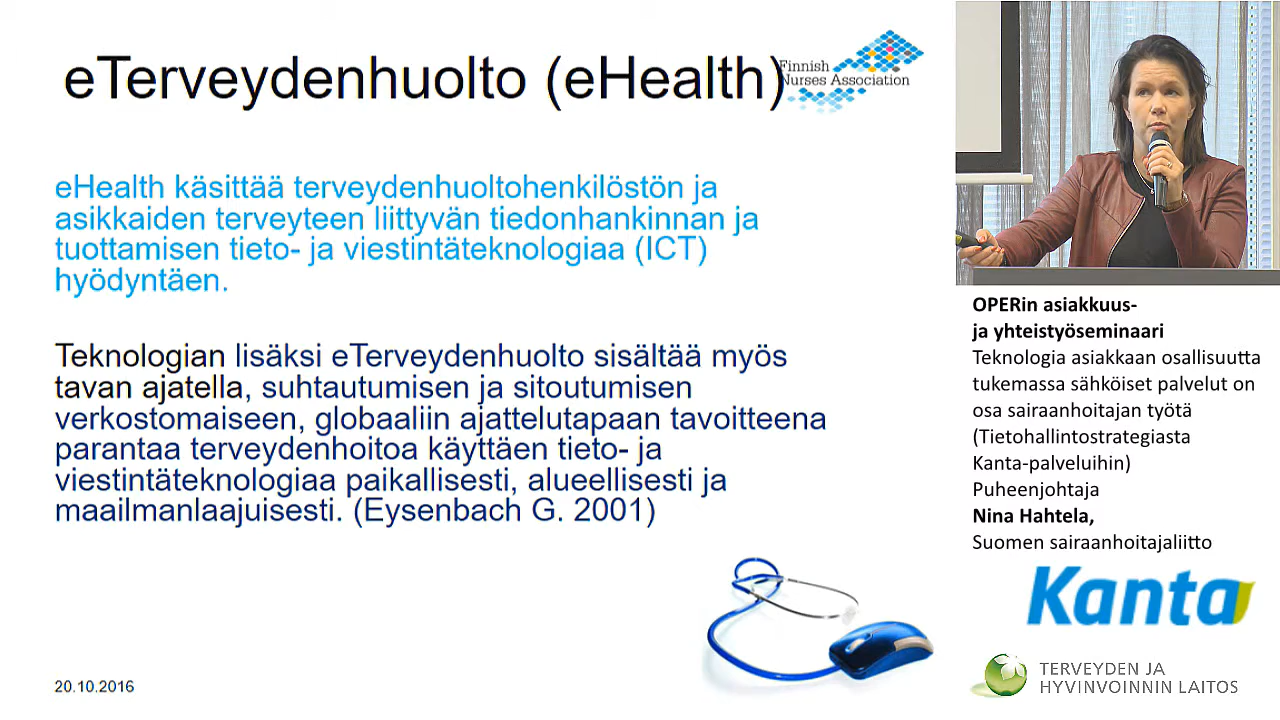 eTerveydenhuolto (eHealth)
Finnish
Nurses Association
eHealth käsittää terveydenhuoltohenkilöstön ja
asikkaiden terveyteen liittyvän tiedonhankinnan ja
tuottamisen tieto- ja viestintäteknologiaa (ICT)
hyödyntäen.
Teknologian lisäksi eTerveydenhuolto sisältää myös
tavan ajatella, suhtautumisen ja sitoutumisen
verkostomaiseen, globaaliin ajattelutapaan tavoitteena
parantaa terveydenhoitoa käyttäen tieto- ja
viestintäteknologiaa paikallisesti, alueellisesti ja
maailmanlaajuisesti. (Eysenbach G. 2001)
20.10.2016
OPERin asiakkuus-
ja yhteistyöseminaari
Teknologia asiakkaan osallisuutta
tukemassa sähköiset palvelut on
osa sairaanhoitajan työtä
(Tietohallintostrategiasta
Kanta-palveluihin)
Puheenjohtaja
Nina Hahtela,
Suomen sairaanhoitajaliitto
Kanta
TERVEYDEN JA
HYVINVOINNIN LAITOS